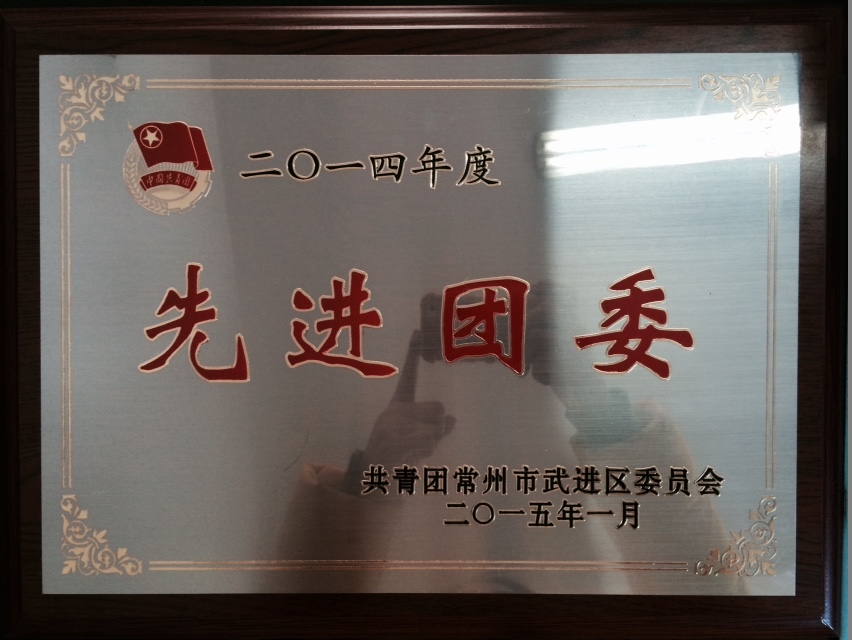 中国共青团
二〇一四年度
先进团委
共青团常州市武进区委员会
二〇一五年一月